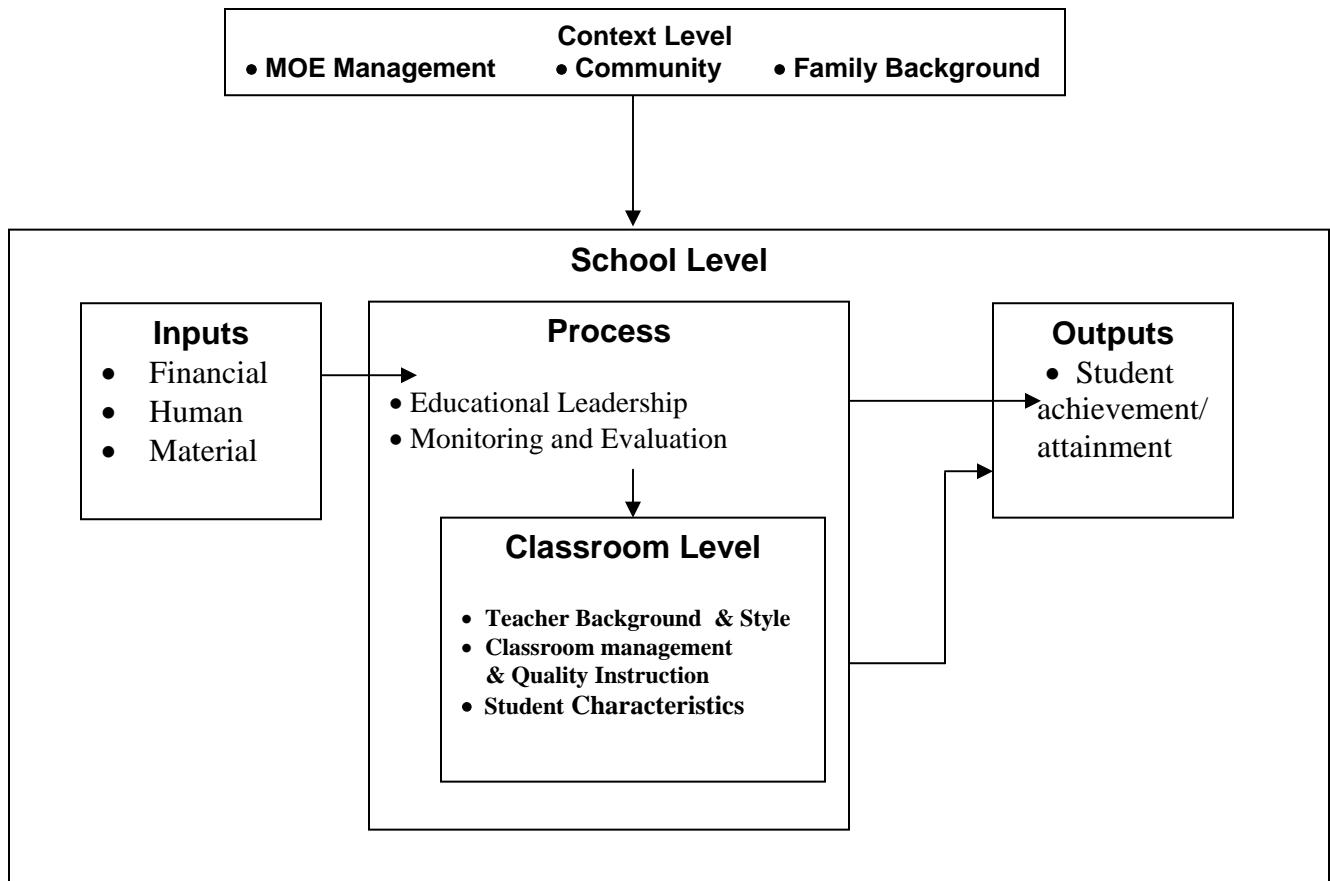 Context Level
• MOE Management • Community • Family Background
School Level
Inputs
• Financial
• Human
• Material
Process
• Educational Leadership
• Monitoring and Evaluation
Classroom Level
• Teacher Background & Style
• Classroom management
& Quality Instruction
• Student Characteristics
Outputs
• Student
achievement/
attainment